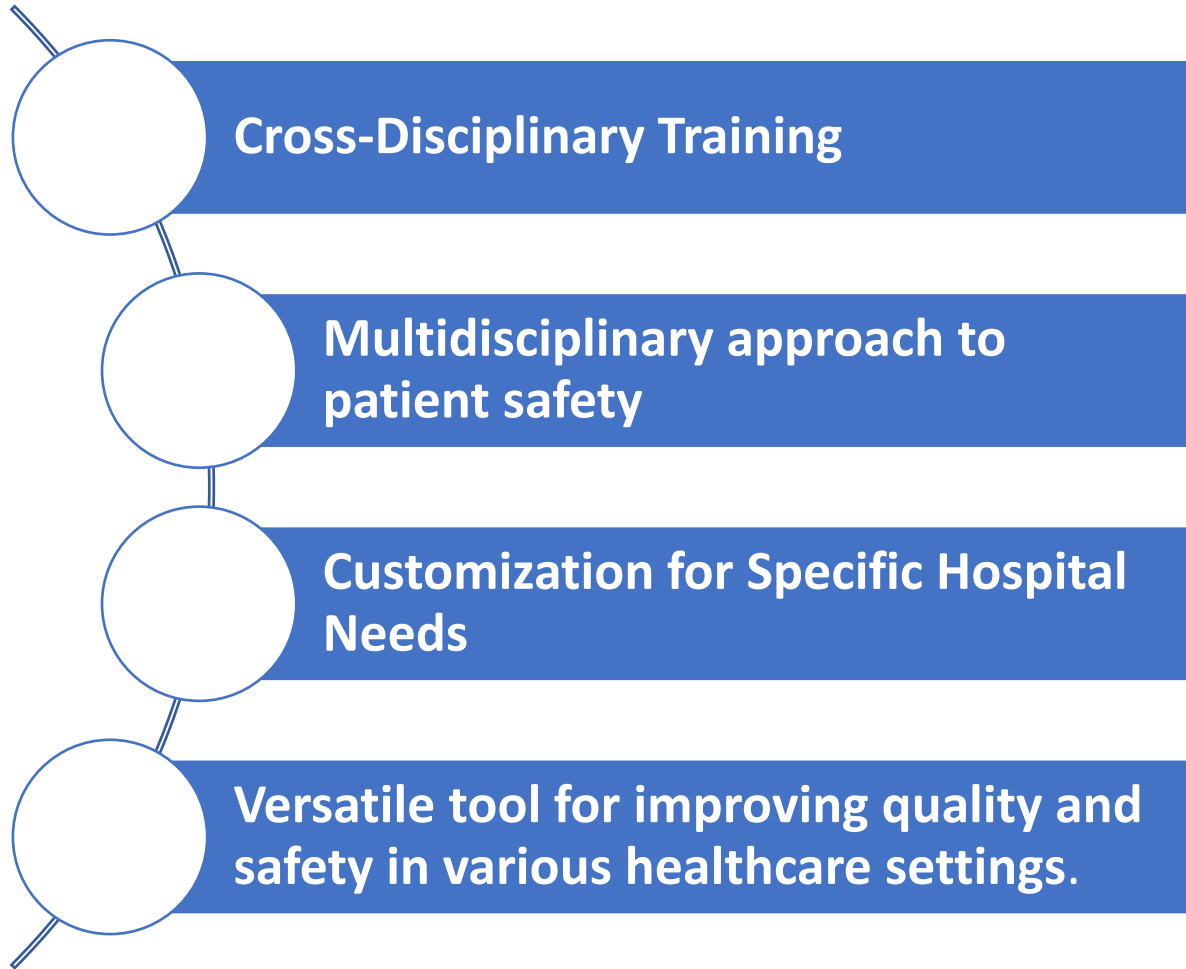 Cross-Disciplinary Training
Multidisciplinary approach to
patient safety
Customization for Specific Hospital
Needs
Versatile tool for improving quality and
safety in various healthcare settings.